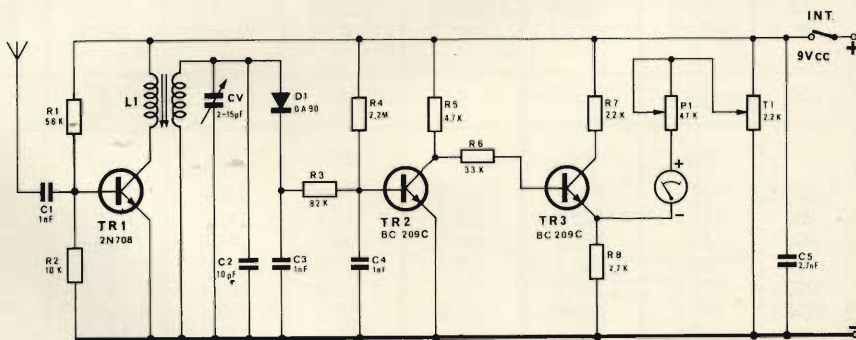 INT.
9Vcc
+
R1
56K
L1
CV
2-15pF
D1
OA90
R4
2,2M
R5
4,7K
R6
33K
R7
2.2K
P1
47K
T1
2.2K
+
-
C1
1nF
TR1
2N708
R3
82K
TR2
BC 209C
TR3
BC 209C
R2
10K
C2
10pF
C3
1nF
C4
1nF
R8
2,7K
C5
2.7nF
-